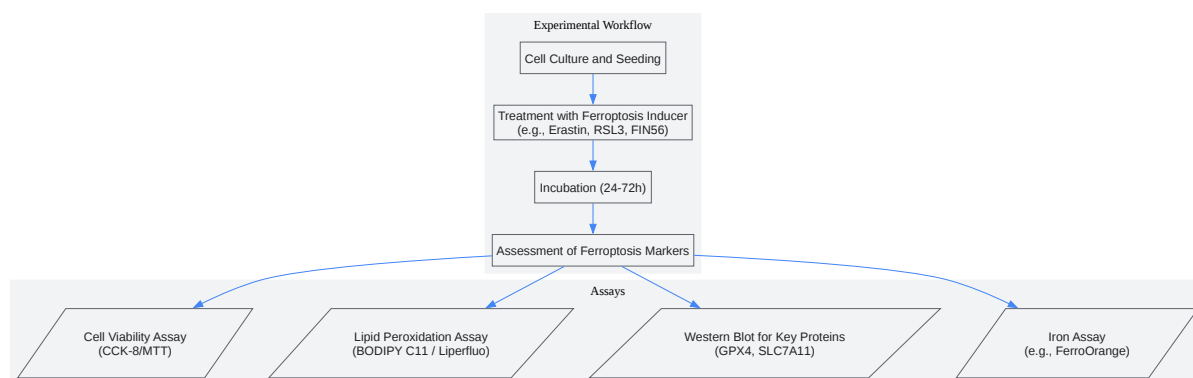 Experimental Workflow
Cell Culture and Seeding
Treatment with Ferroptosis Inducer
(e.g., Erastin, RSL3, FIN56)
Incubation (24-72h)
Assessment of Ferroptosis Markers
Assays
Cell Viability Assay
(CCK-8/MTT)
Lipid Peroxidation Assay
(BODIPY C11 / Liperfluo)
Western Blot for Key Proteins
(GPX4, SLC7A11)
Iron Assay
(e.g., FerroOrange)